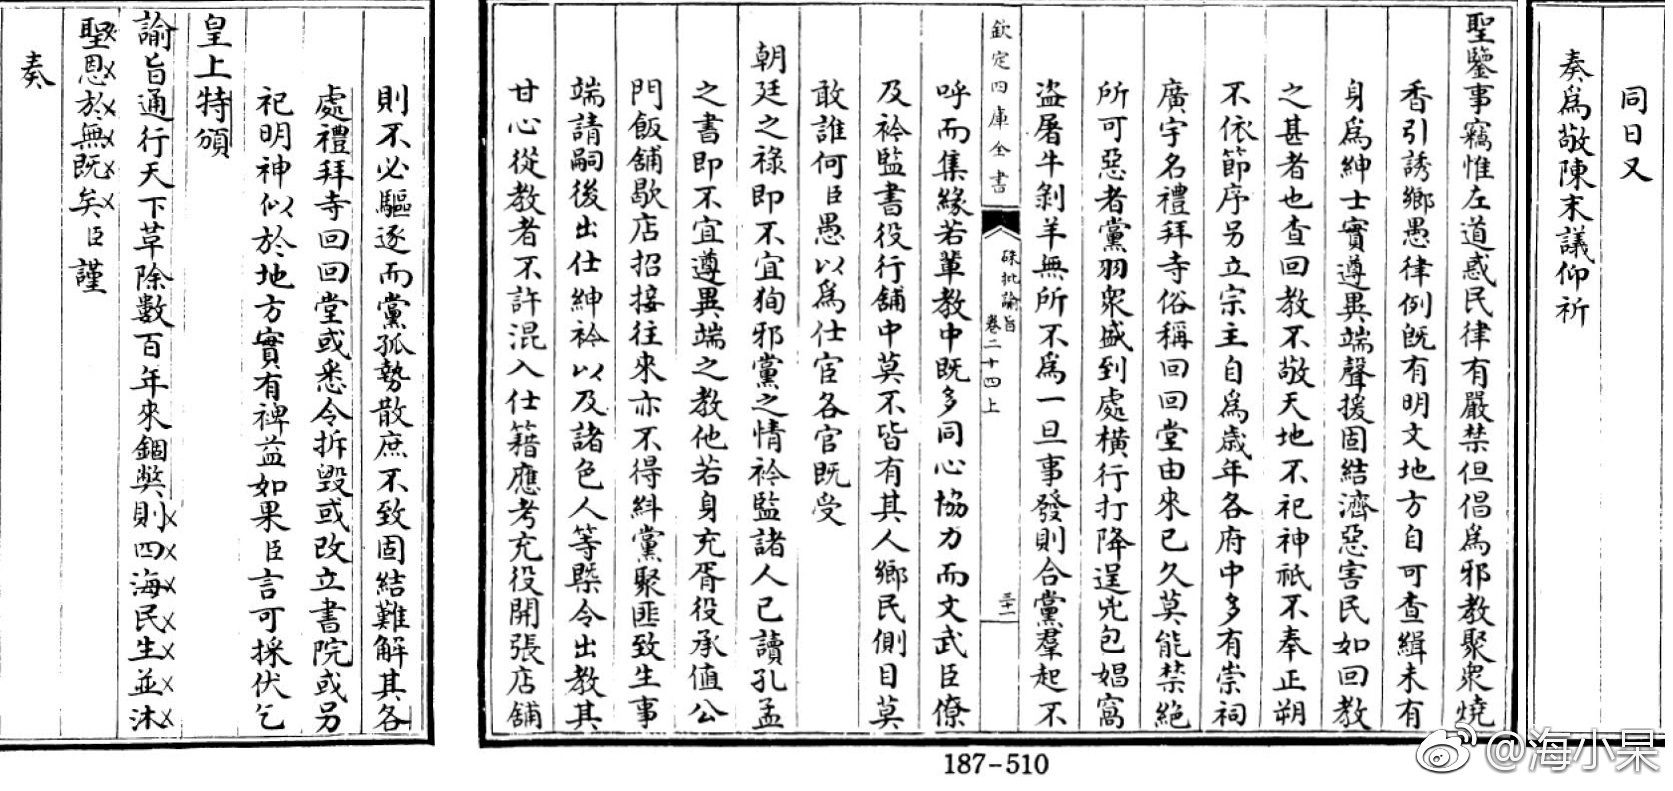 同日又
奏爲敬陳末議仰祈
聖鑒事竊惟左道惑民律有嚴禁但倡爲邪教聚衆燒
香引誘鄉愚律例旣有明文地方自可查緝未有
身爲紳士實遵異端聲援固結濟惡害民如回教
之甚者也查回教不敬天地不祀神祇不奉正朔
不依節序另立宗主自爲歳年各府中多有崇祠
廣宇名禮拜寺俗稱回回堂由來已久莫能禁絕
所可惡者黨羽衆盛到處橫行打降逞兇包娼窩
盜屠牛剝羊無所不爲一旦事發則合黨羣起不
欽定四庫全書
硃批諭旨
卷二十四上
三十一
呼而集緣若輩教中既多同心協力而文武臣僚
及衿監書役行舖中莫不皆有其人鄉民側目莫
敢誰何臣愚以爲仕宦各官既受
朝廷之祿即不宜狥邪黨之情衿監諸人已讀孔孟
之書即不宜遵異端之教他若身充胥役承值公
門飯舖歇店招接往來亦不得紏黨聚匪致生事
端請嗣後出仕紳衿以及諸色人等槩令出教其
甘心從教者不許混入仕籍應考充役開張店舖
則不必驅逐而黨孤勢散庶不致固結難解其各
處禮拜寺回回堂或悉令拆毀或改立書院或另
祀明神似於地方實有裨益如果臣言可採伏乞
皇上特頒
諭旨通行天下草除數百年來錮獘則四海民生並沐
聖恩於無既矣臣謹
奏
187-510
@海小呆